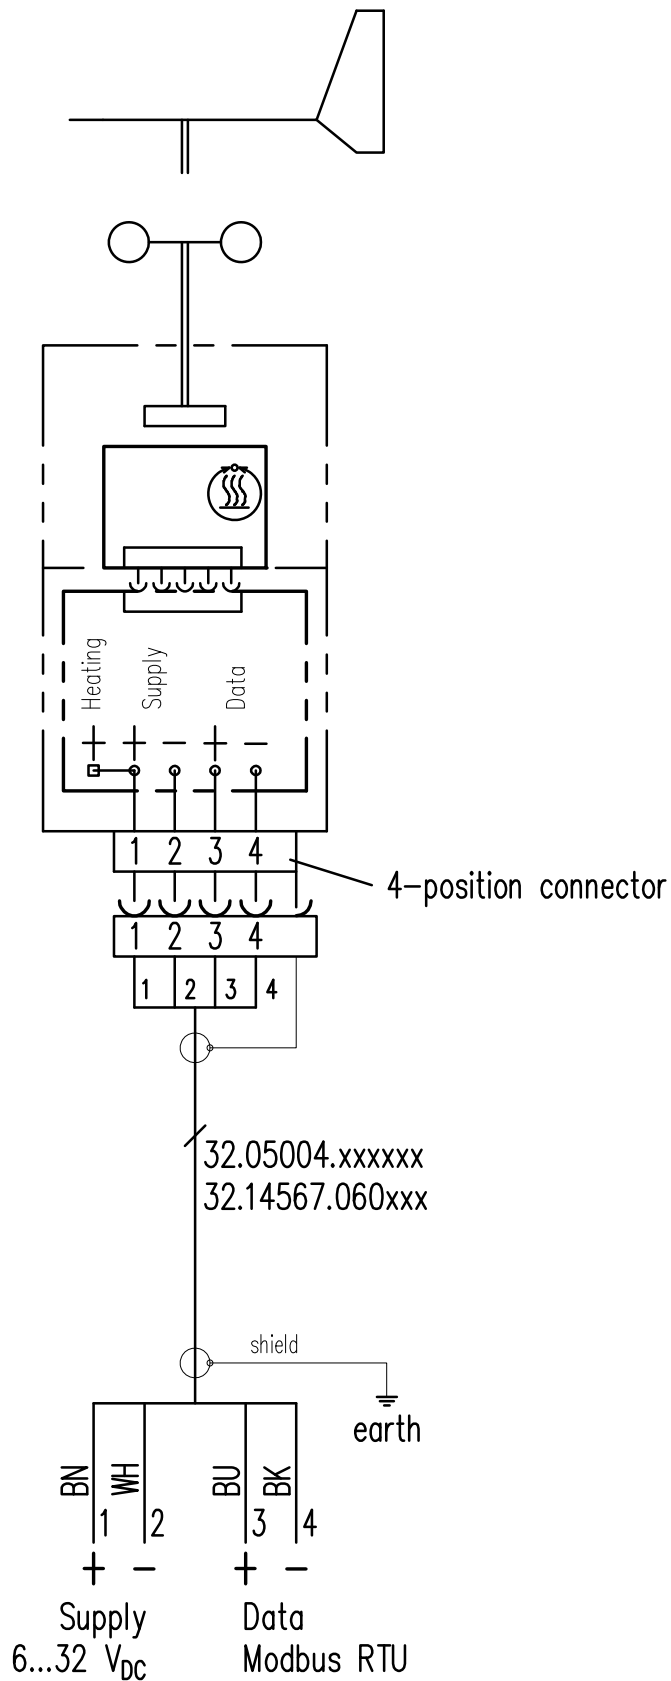 Heating
Supply
Data
+ + − + −
1 2 3 4
4-position connector
1 2 3 4
1 2 3 4
32.05004.xxxxxx
32.14567.060xxx
shield
earth
BN WH BU BK
1 2 3 4
+ − + −
Supply
6...32 VDC
Data
Modbus RTU